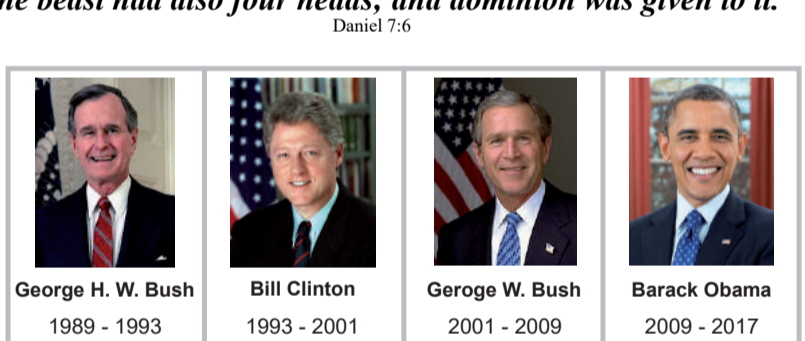 he beast had also four heads; and dominion was given to it.
Daniel 7:6
George H. W. Bush
1989 - 1993
Bill Clinton
1993 - 2001
Geroge W. Bush
2001 - 2009
Barack Obama
2009 - 2017